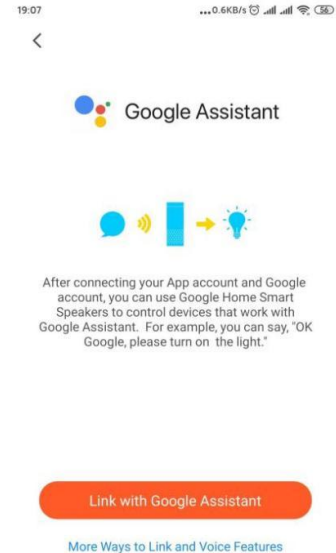 19:07
...0.6KB/s 56
Google Assistant
After connecting your App account and Google
account, you can use Google Home Smart
Speakers to control devices that work with
Google Assistant. For example, you can say, "OK
Google, please turn on the light."
Link with Google Assistant
More Ways to Link and Voice Features